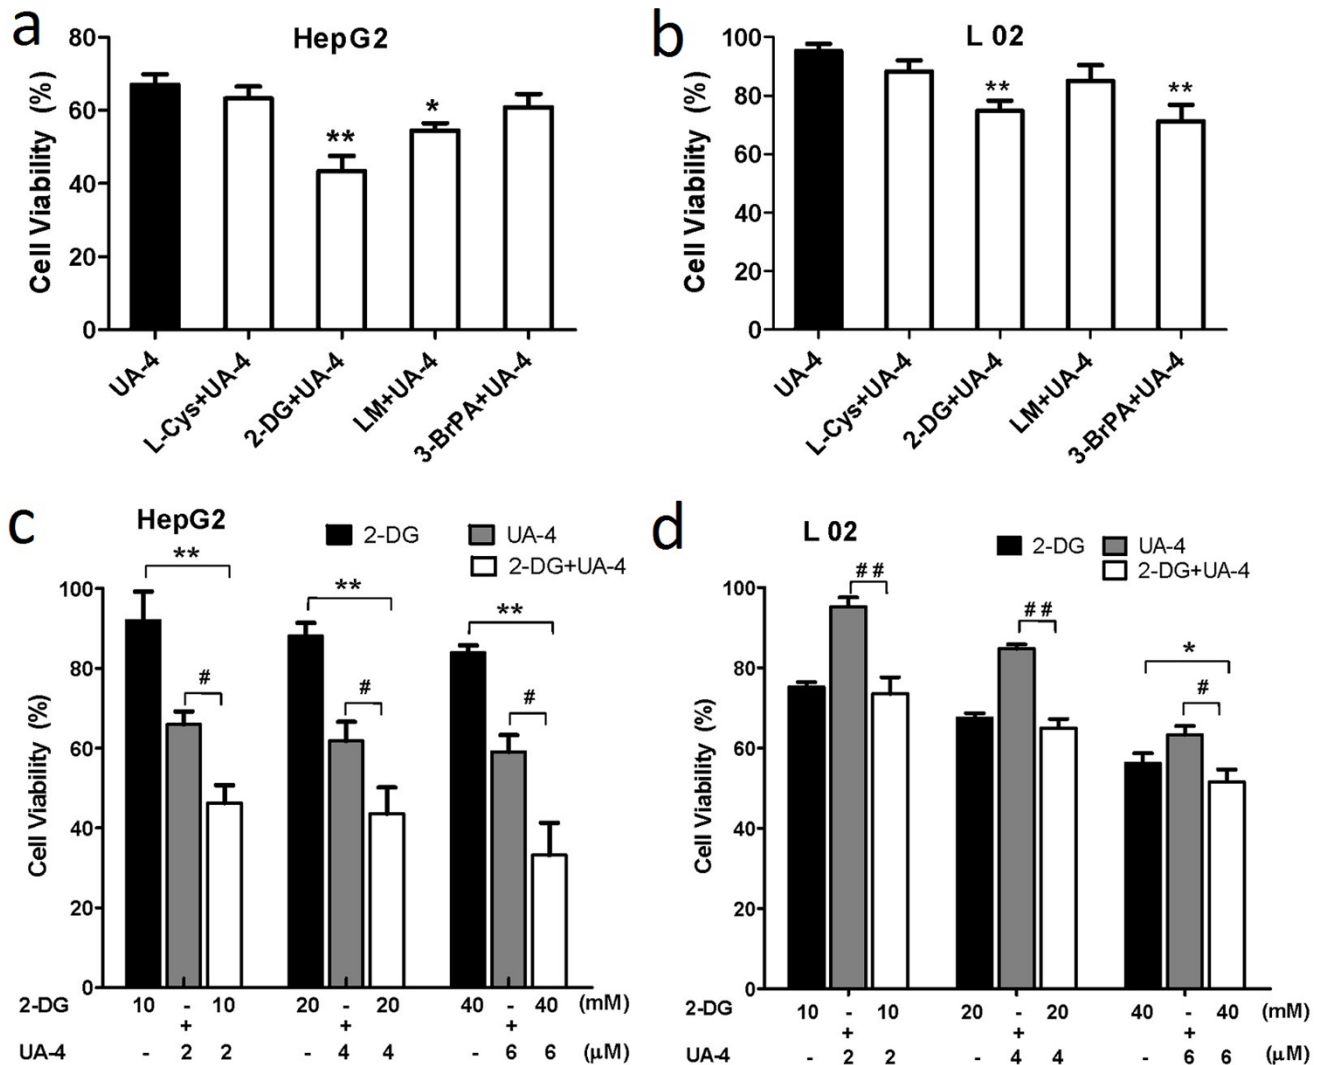 a
HepG2
Cell Viability (%)
80
60
40
20
0
**
*
UA-4
L-Cys+UA-4
2-DG+UA-4
LM+UA-4
3-BrPA+UA-4
b
L 02
Cell Viability (%)
100
80
60
40
20
0
**
**
UA-4
L-Cys+UA-4
2-DG+UA-4
LM+UA-4
3-BrPA+UA-4
c
HepG2
2-DG
UA-4
2-DG+UA-4
Cell Viability (%)
100
80
60
40
20
0
**
**
**
#
#
#
2-DG 10 - 10 20 - 20 40 - 40 (mM)
+ + +
UA-4 - 2 2 - 4 4 - 6 6 (μM)
d
L 02
2-DG
UA-4
2-DG+UA-4
Cell Viability (%)
100
80
60
40
20
0
##
##
*
#
2-DG 10 - 10 20 - 20 40 - 40 (mM)
+ + +
UA-4 - 2 2 - 4 4 - 6 6 (μM)